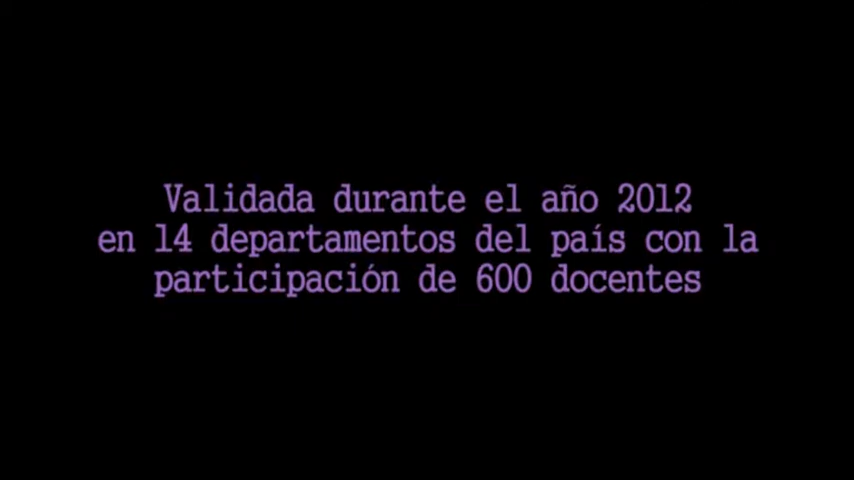 Validada durante el año 2012
en 14 departamentos del país con la
participación de 600 docentes